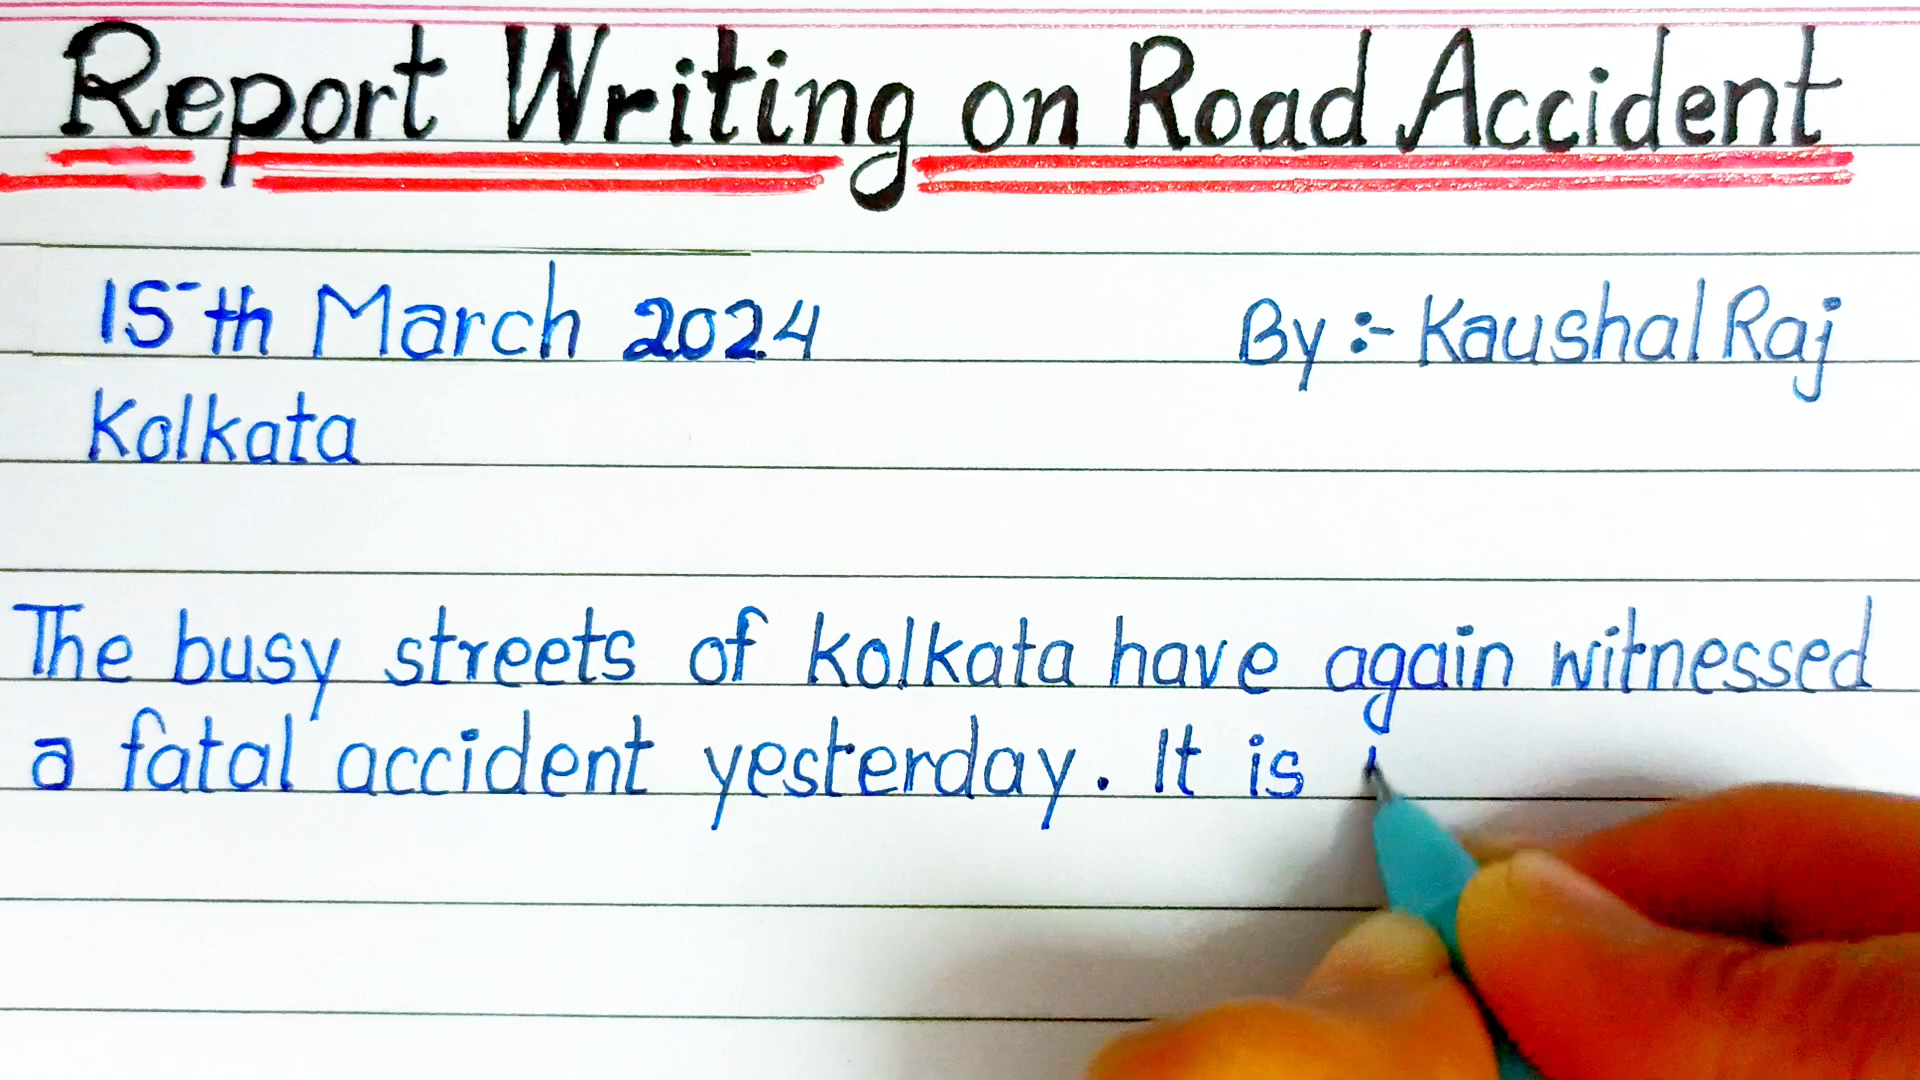 Report Writing on Road Accident
15th March 2024 By :- Kaushal Raj
Kolkata
The busy streets of Kolkata have again witnessed
a fatal accident yesterday. It is